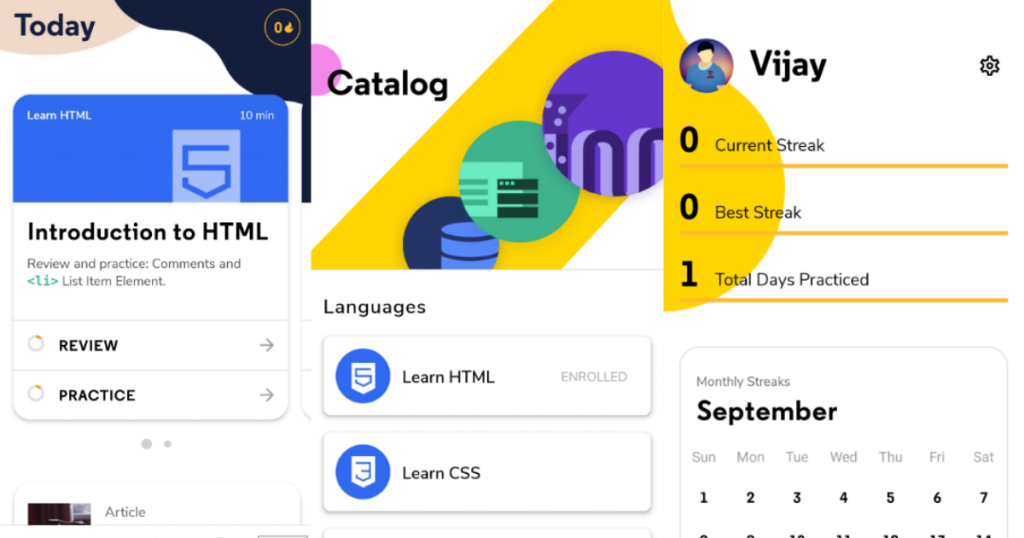 Today
0
Learn HTML
10 min
Introduction to HTML
Review and practice: Comments and
<li> List Item Element.
REVIEW
PRACTICE
Article
Catalog
Languages
Learn HTML
ENROLLED
Learn CSS
Vijay
0 Current Streak
0 Best Streak
1 Total Days Practiced
Monthly Streaks
September
Sun Mon Tue Wed Thu Fri Sat
1 2 3 4 5 6 7